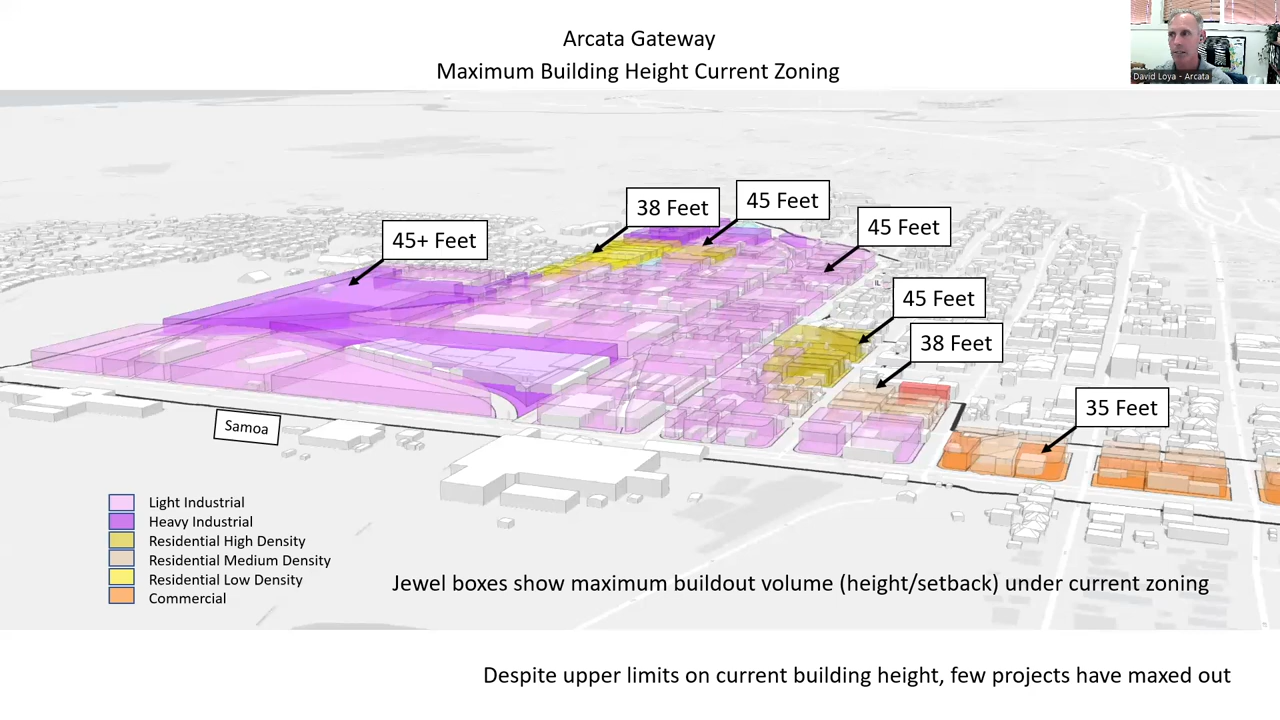 Arcata Gateway
Maximum Building Height Current Zoning
David Loya - Arcata
45+ Feet
38 Feet
45 Feet
45 Feet
45 Feet
38 Feet
35 Feet
IL
Samoa
Light Industrial
Heavy Industrial
Residential High Density
Residential Medium Density
Residential Low Density
Commercial
Jewel boxes show maximum buildout volume (height/setback) under current zoning
Despite upper limits on current building height, few projects have maxed out